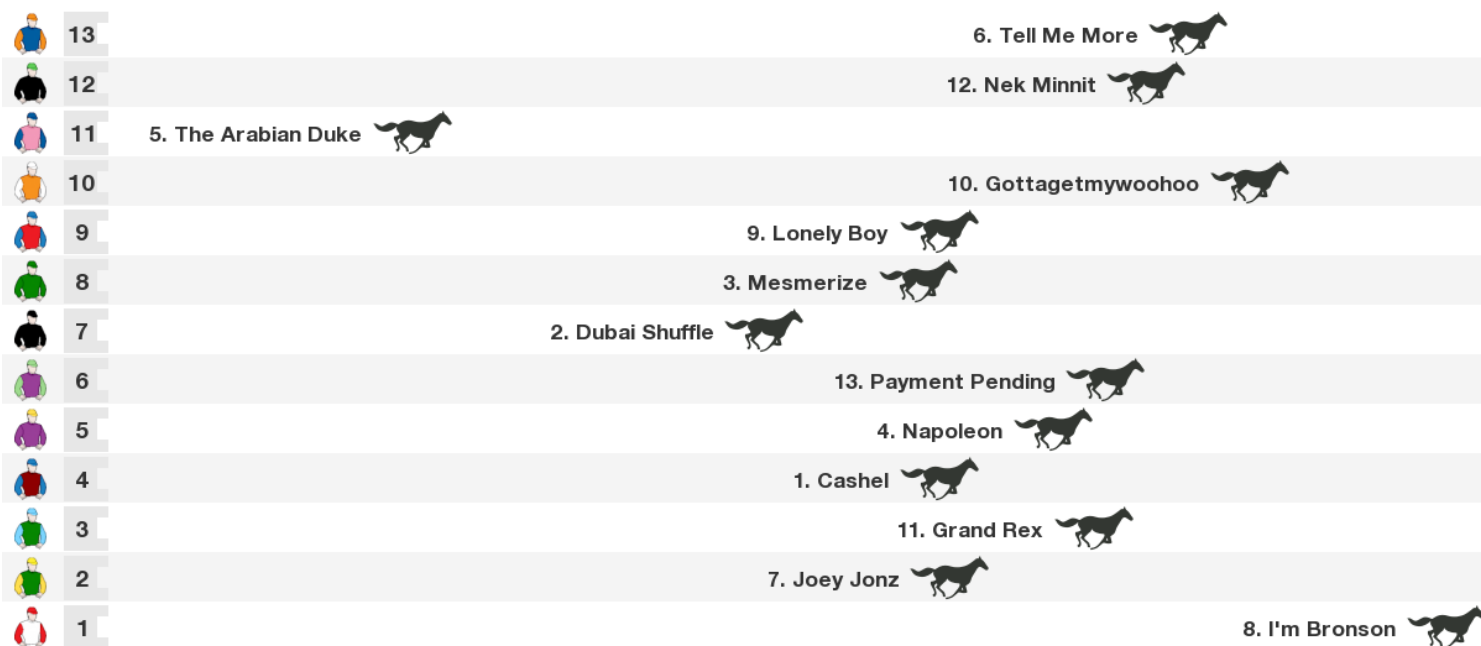 13 6. Tell Me More
12 12. Nek Minnit
11 5. The Arabian Duke
10 10. Gottagetmywoohoo
9 9. Lonely Boy
8 3. Mesmerize
7 2. Dubai Shuffle
6 13. Payment Pending
5 4. Napoleon
4 1. Cashel
3 11. Grand Rex
2 7. Joey Jonz
1 8. I'm Bronson